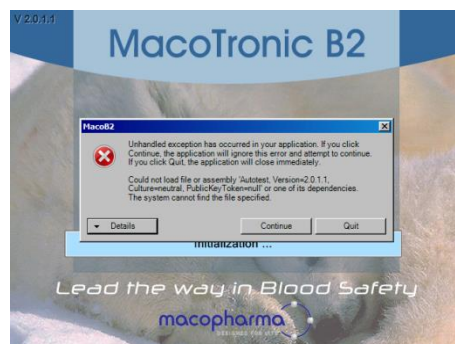 V 2.0.1.1
MacoTronic B2
MacoB2
Unhandled exception has occurred in your application. If you click
Continue, the application will ignore this error and attempt to continue.
If you click Quit, the application will close immediately.
Could not load file or assembly 'Autotest, Version=2.0.1.1,
Culture=neutral, PublicKeyToken=null' or one of its dependencies.
The system cannot find the file specified.
Details
Continue
Quit
Initialization ...
Lead the way in Blood Safety
macopharma
DESIGNED FOR LIFE